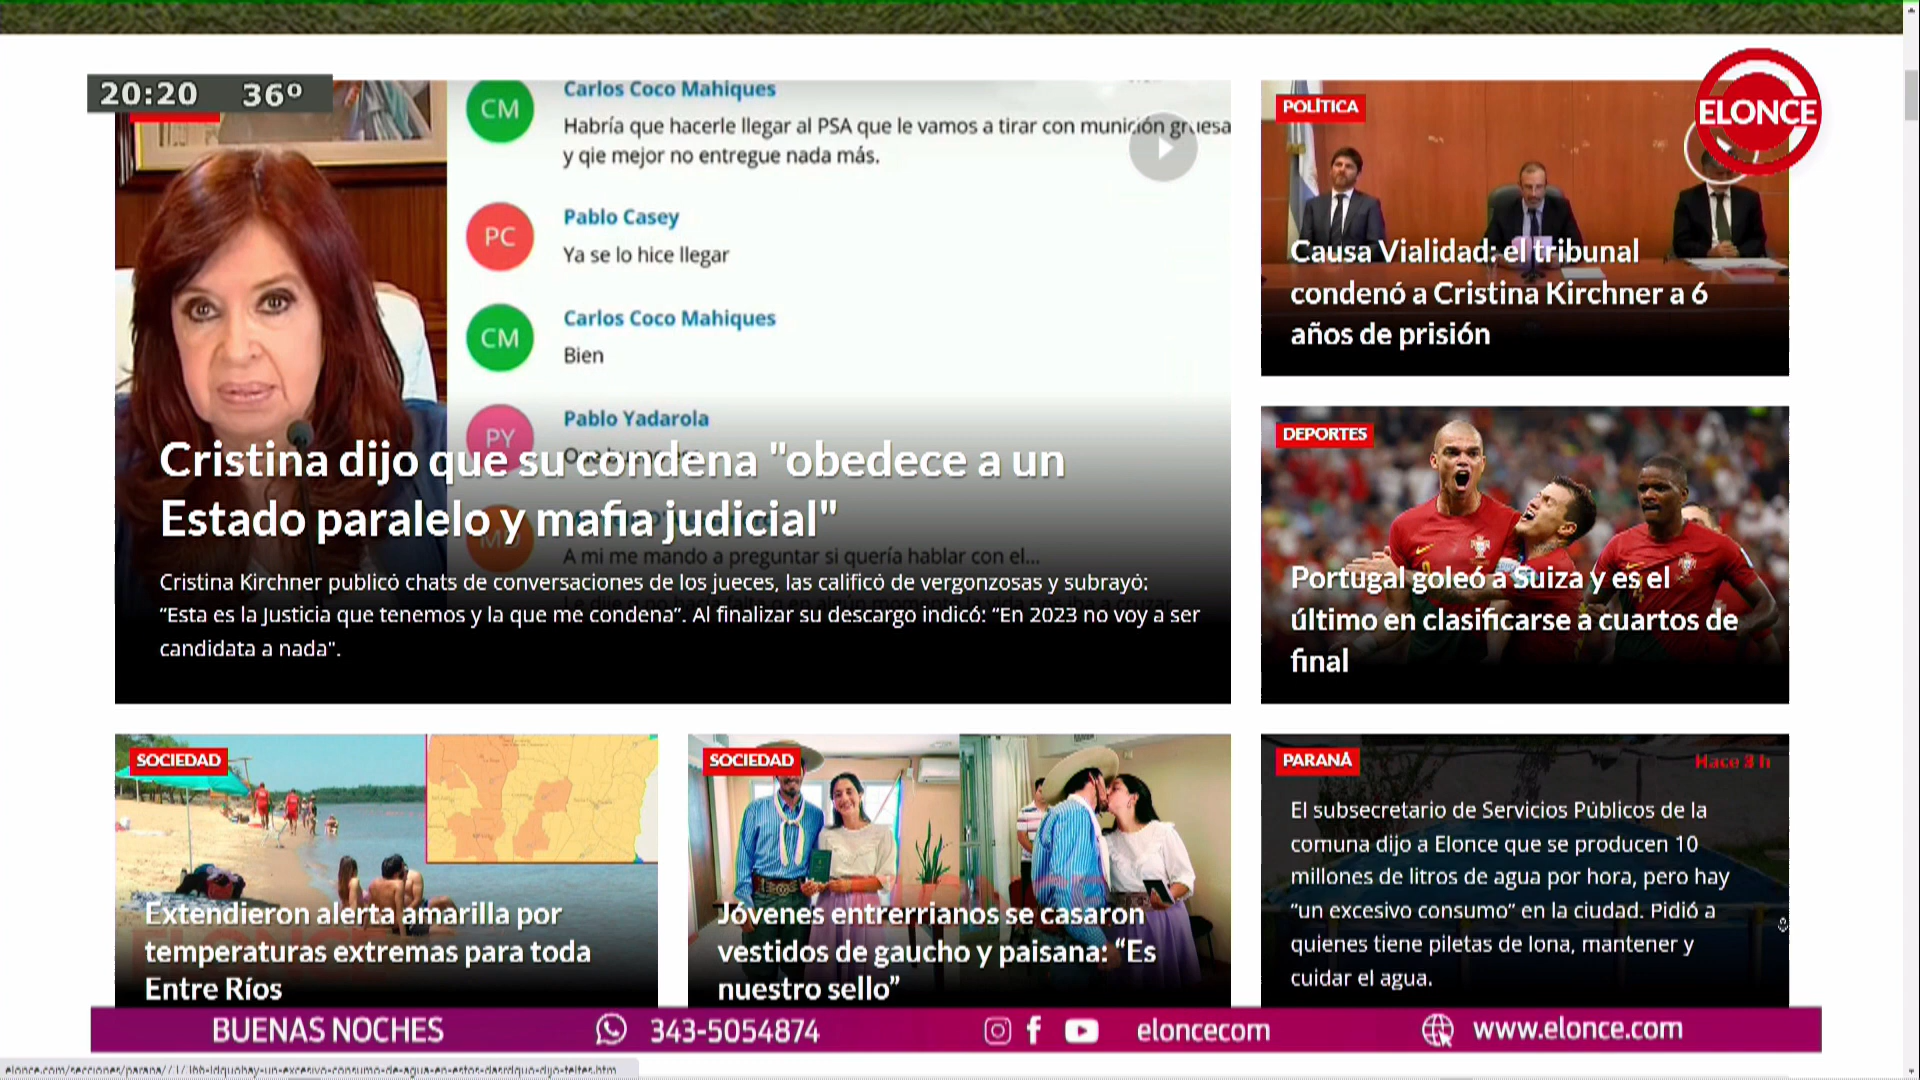 20:20 36º
CM
Carlos Coco Mahiques
Habría que hacerle llegar al PSA que le vamos a tirar con munición gruesa
y qie mejor no entregue nada más.
PC
Pablo Casey
Ya se lo hice llegar
CM
Carlos Coco Mahiques
Bien
PY
Pablo Yadarola
MD
A mi me mando a preguntar si quería hablar con el...
Cristina dijo que su condena "obedece a un
Estado paralelo y mafia judicial"
Cristina Kirchner publicó chats de conversaciones de los jueces, las calificó de vergonzosas y subrayó:
“Esta es la Justicia que tenemos y la que me condena”. Al finalizar su descargo indicó: “En 2023 no voy a ser
candidata a nada".
POLÍTICA
ELONCE
Causa Vialidad: el tribunal
condenó a Cristina Kirchner a 6
años de prisión
DEPORTES
Portugal goleó a Suiza y es el
último en clasificarse a cuartos de
final
SOCIEDAD
Extendieron alerta amarilla por
temperaturas extremas para toda
Entre Ríos
SOCIEDAD
Jóvenes entrerrianos se casaron
vestidos de gaucho y paisana: “Es
nuestro sello”
PARANÁ
Hace 3 h
El subsecretario de Servicios Públicos de la
comuna dijo a Elonce que se producen 10
millones de litros de agua por hora, pero hay
“un excesivo consumo” en la ciudad. Pidió a
quienes tiene piletas de lona, mantener y
cuidar el agua.
BUENAS NOCHES 343-5054874 eloncecom www.elonce.com